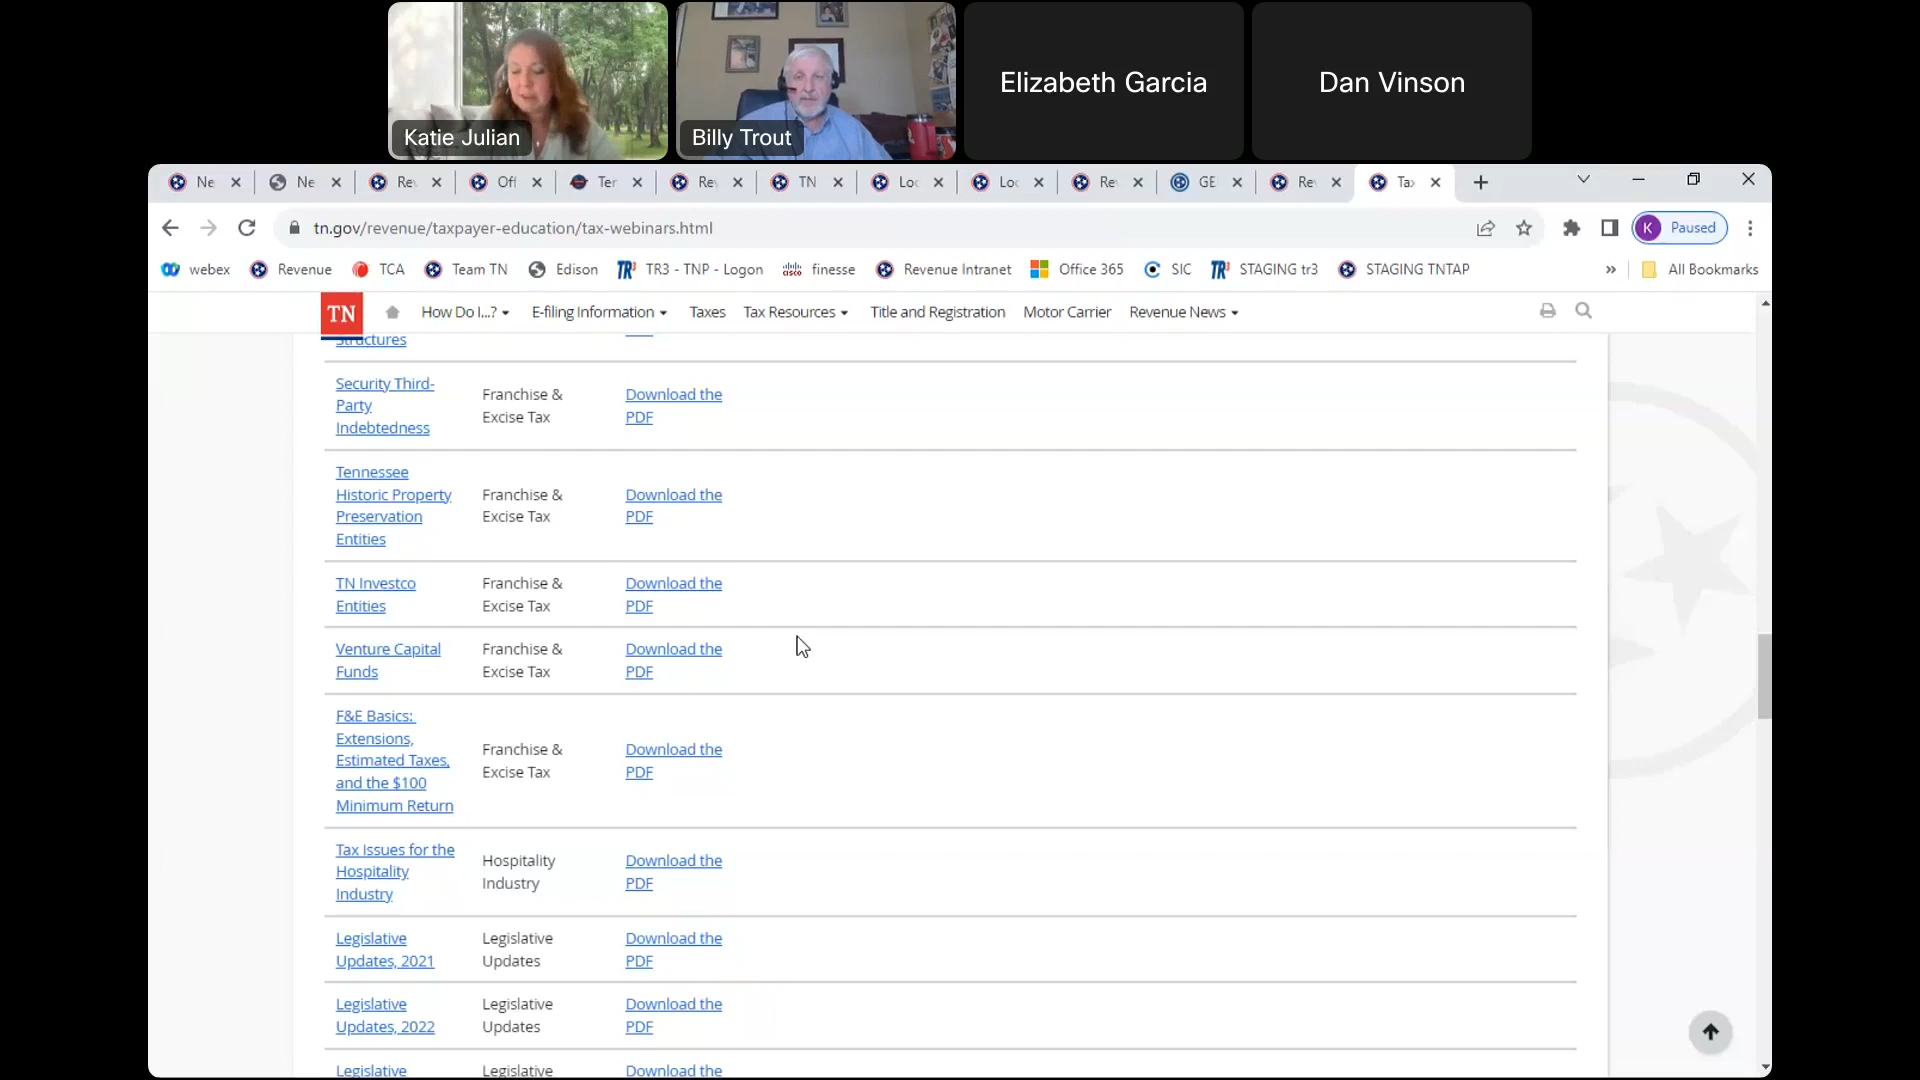 Katie Julian
Billy Trout
Elizabeth Garcia
Dan Vinson
Ne
Ne
Re
Off
Ter
Re
TN
Loc
Loc
Re
GE
Re
Tax
tn.gov/revenue/taxpayer-education/tax-webinars.html
K Paused
webex
Revenue
TCA
Team TN
Edison
TR3 - TNP - Logon
cisco finesse
Revenue Intranet
Office 365
SIC
STAGING tr3
STAGING TNTAP
»
All Bookmarks
TN
How Do I...?
E-filing Information
Taxes
Tax Resources
Title and Registration
Motor Carrier
Revenue News
Structures
Security Third-
Party
Indebtedness
Franchise &
Excise Tax
Download the
PDF
Tennessee
Historic Property
Preservation
Entities
Franchise &
Excise Tax
Download the
PDF
TN Investco
Entities
Franchise &
Excise Tax
Download the
PDF
Venture Capital
Funds
Franchise &
Excise Tax
Download the
PDF
F&E Basics:
Extensions,
Estimated Taxes,
and the $100
Minimum Return
Franchise &
Excise Tax
Download the
PDF
Tax Issues for the
Hospitality
Industry
Hospitality
Industry
Download the
PDF
Legislative
Updates, 2021
Legislative
Updates
Download the
PDF
Legislative
Updates, 2022
Legislative
Updates
Download the
PDF
Legislative
Legislative
Download the